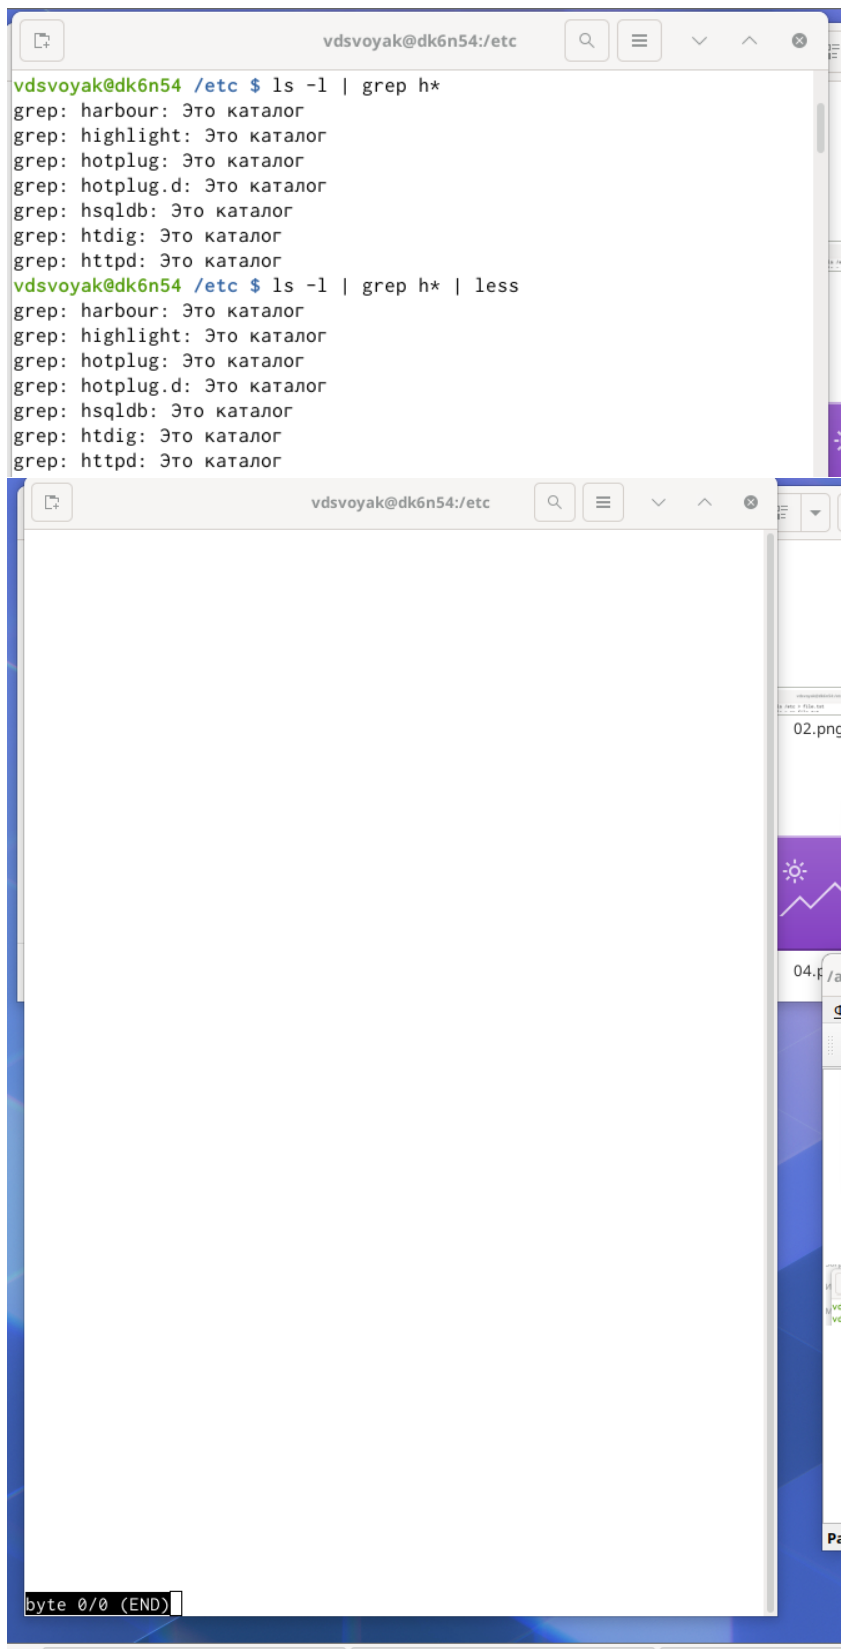 vdsvoyak@dk6n54:/etc
vdsvoyak@dk6n54 /etc $ ls -l | grep h*
grep: harbour: Это каталог
grep: highlight: Это каталог
grep: hotplug: Это каталог
grep: hotplug.d: Это каталог
grep: hsqldb: Это каталог
grep: htdig: Это каталог
grep: httpd: Это каталог
vdsvoyak@dk6n54 /etc $ ls -l | grep h* | less
grep: harbour: Это каталог
grep: highlight: Это каталог
grep: hotplug: Это каталог
grep: hotplug.d: Это каталог
grep: hsqldb: Это каталог
grep: htdig: Это каталог
grep: httpd: Это каталог
vdsvoyak@dk6n54:/etc
02.png
04.p
/a
byte 0/0 (END)